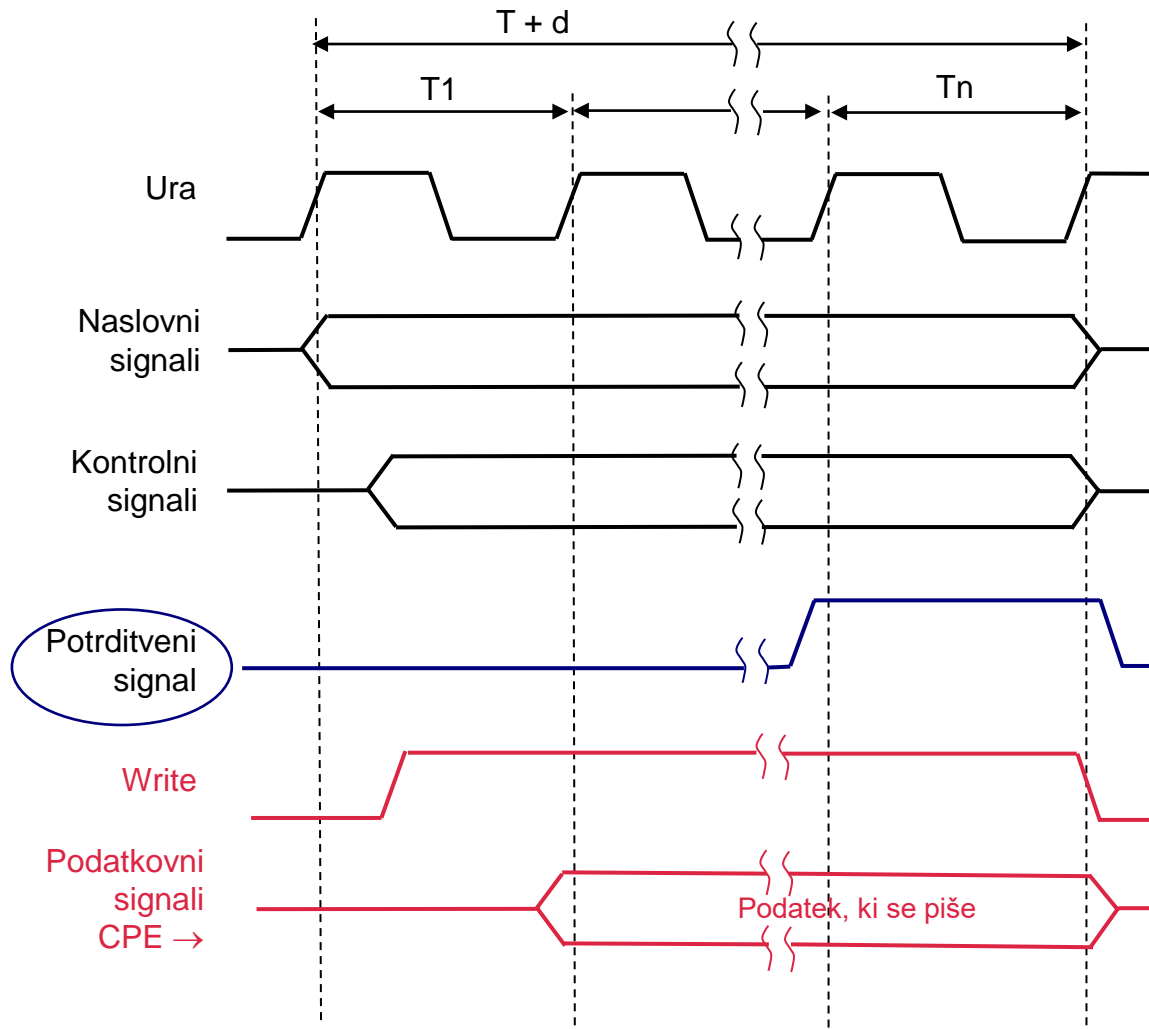 T + d
T1
Tn
Ura
Naslovni
signali
Kontrolni
signali
Potrditveni
signal
Write
Podatkovni
signali
CPE →
Podatek, ki se piše